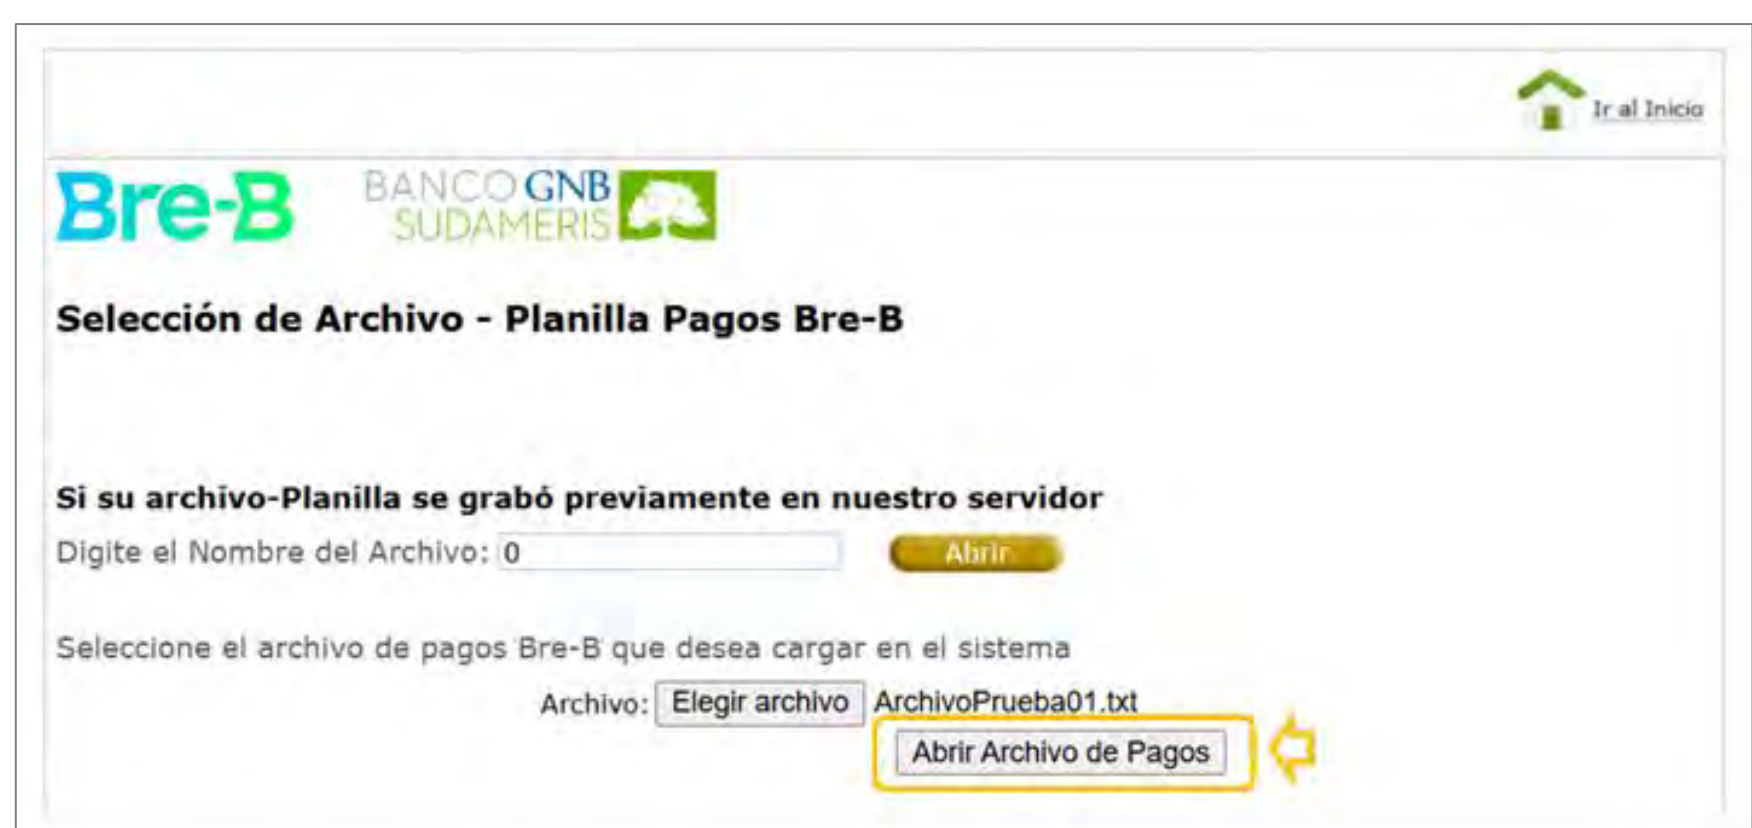 Ir al Inicio
Bre-B BANCO GNB
SUDAMERIS
Selección de Archivo - Planilla Pagos Bre-B
Si su archivo-Planilla se grabó previamente en nuestro servidor
Digite el Nombre del Archivo: 0 Abrir
Seleccione el archivo de pagos Bre-B que desea cargar en el sistema
Archivo: Elegir archivo ArchivoPrueba01.txt
Abrir Archivo de Pagos